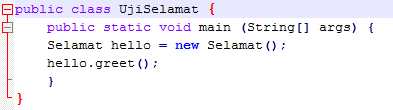 public class UjiSelamat {
public static void main (String[] args) {
Selamat hello = new Selamat();
hello.greet();
}
}